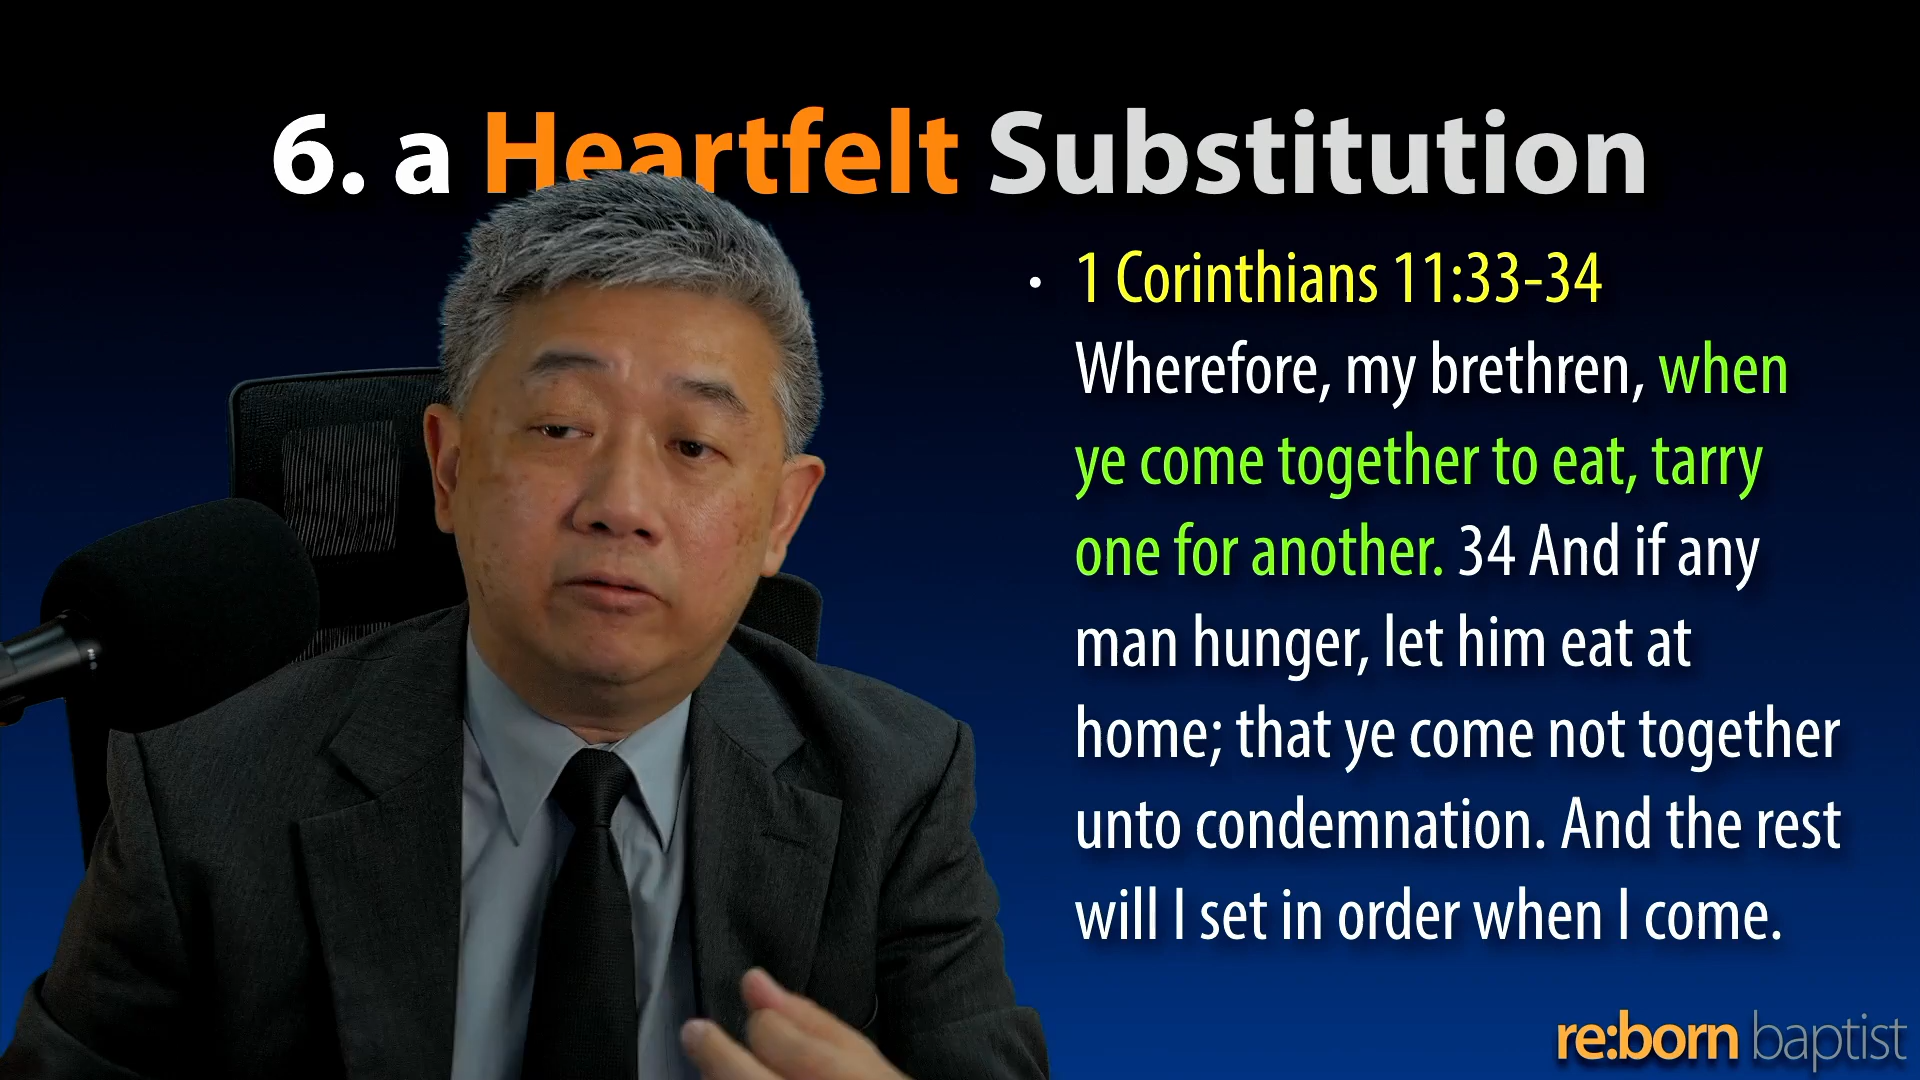 6. a Heartfelt Substitution
• 1 Corinthians 11:33-34
Wherefore, my brethren, when
ye come together to eat, tarry
one for another. 34 And if any
man hunger, let him eat at
home; that ye come not together
unto condemnation. And the rest
will I set in order when I come.
re:born baptist